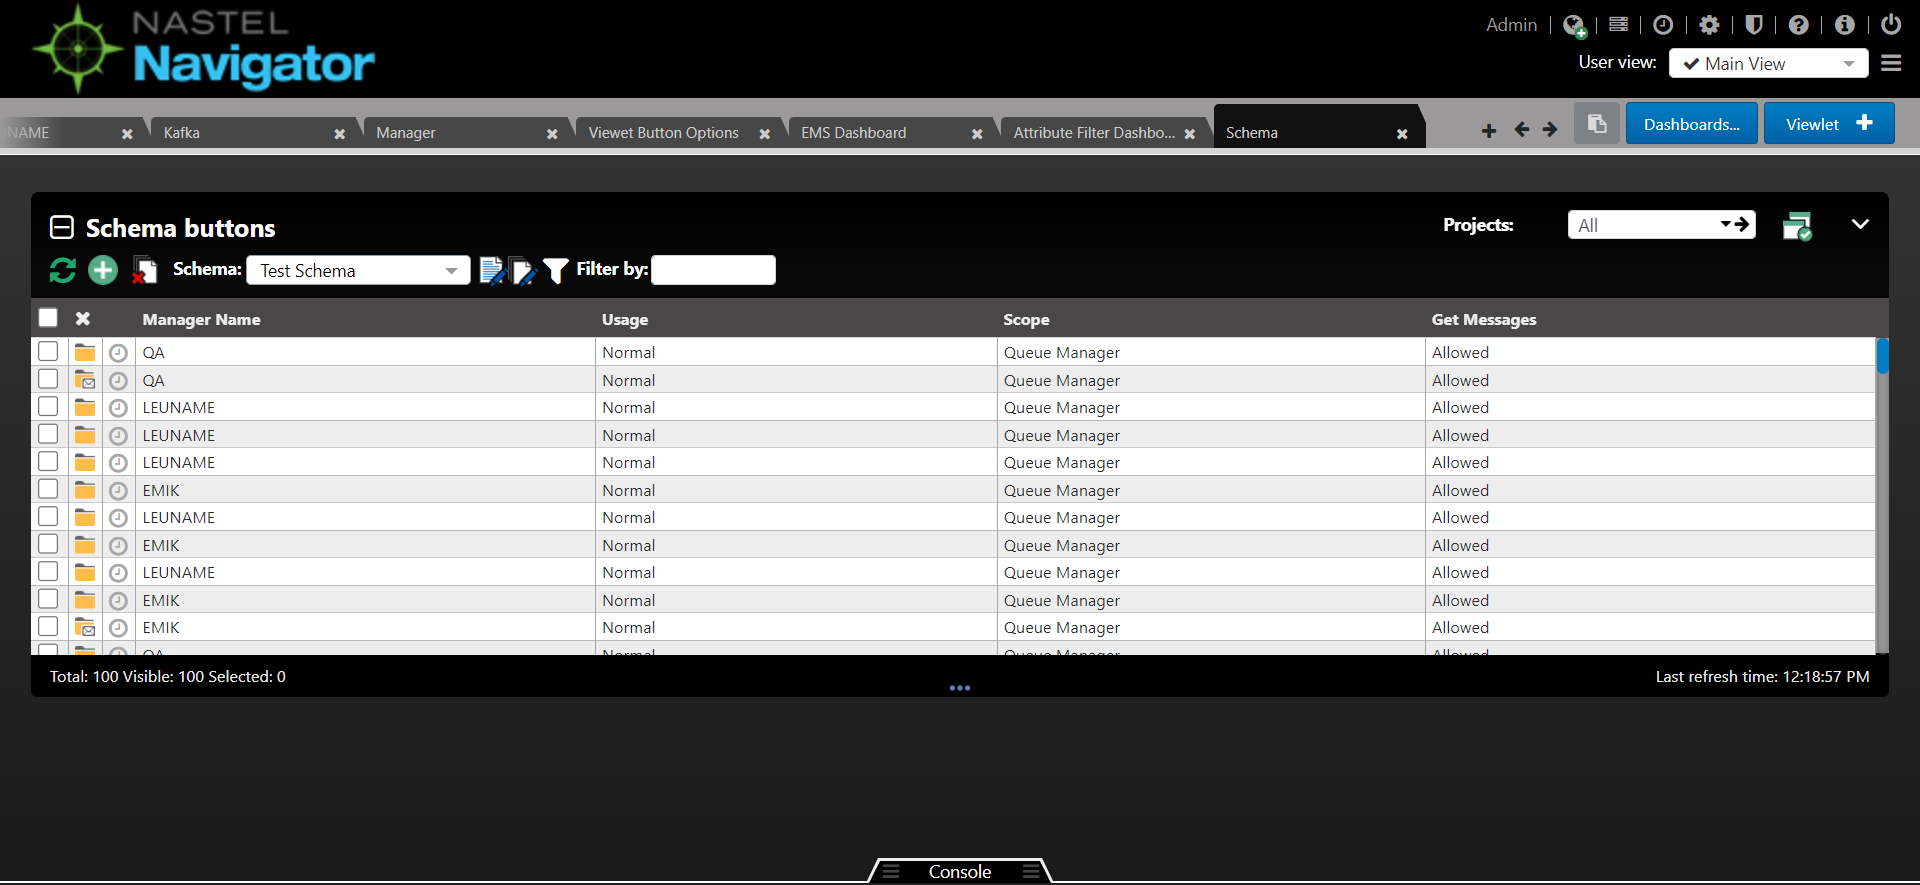 NASTEL
Navigator
Admin
User view: Main View
NAME Kafka Manager Viewet Button Options EMS Dashboard Attribute Filter Dashbo... Schema Dashboards... Viewlet
Schema buttons Projects: All
Schema: Test Schema Filter by:
Manager Name Usage Scope Get Messages
QA Normal Queue Manager Allowed
QA Normal Queue Manager Allowed
LEUNAME Normal Queue Manager Allowed
LEUNAME Normal Queue Manager Allowed
LEUNAME Normal Queue Manager Allowed
EMIK Normal Queue Manager Allowed
LEUNAME Normal Queue Manager Allowed
EMIK Normal Queue Manager Allowed
LEUNAME Normal Queue Manager Allowed
EMIK Normal Queue Manager Allowed
EMIK Normal Queue Manager Allowed
QA Normal Queue Manager Allowed
Total: 100 Visible: 100 Selected: 0 Last refresh time: 12:18:57 PM
Console